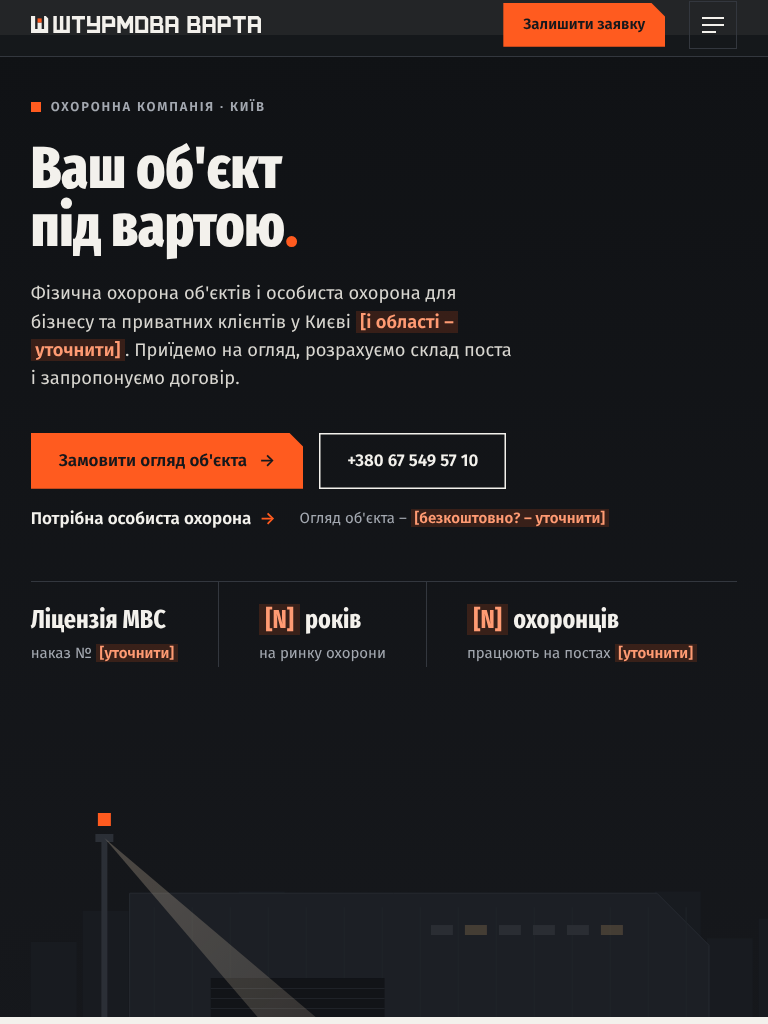 ШТУРМОВА ВАРТА
Залишити заявку
ОХОРОННА КОМПАНІЯ · КИЇВ
Ваш об'єкт
під вартою.
Фізична охорона об'єктів і особиста охорона для
бізнесу та приватних клієнтів у Києві [і області –
уточнити]. Приїдемо на огляд, розрахуємо склад поста
і запропонуємо договір.
Замовити огляд об'єкта →
+380 67 549 57 10
Потрібна особиста охорона →
Огляд об'єкта – [безкоштовно? – уточнити]
Ліцензія МВС
наказ № [уточнити]
[N] років
на ринку охорони
[N] охоронців
працюють на постах [уточнити]